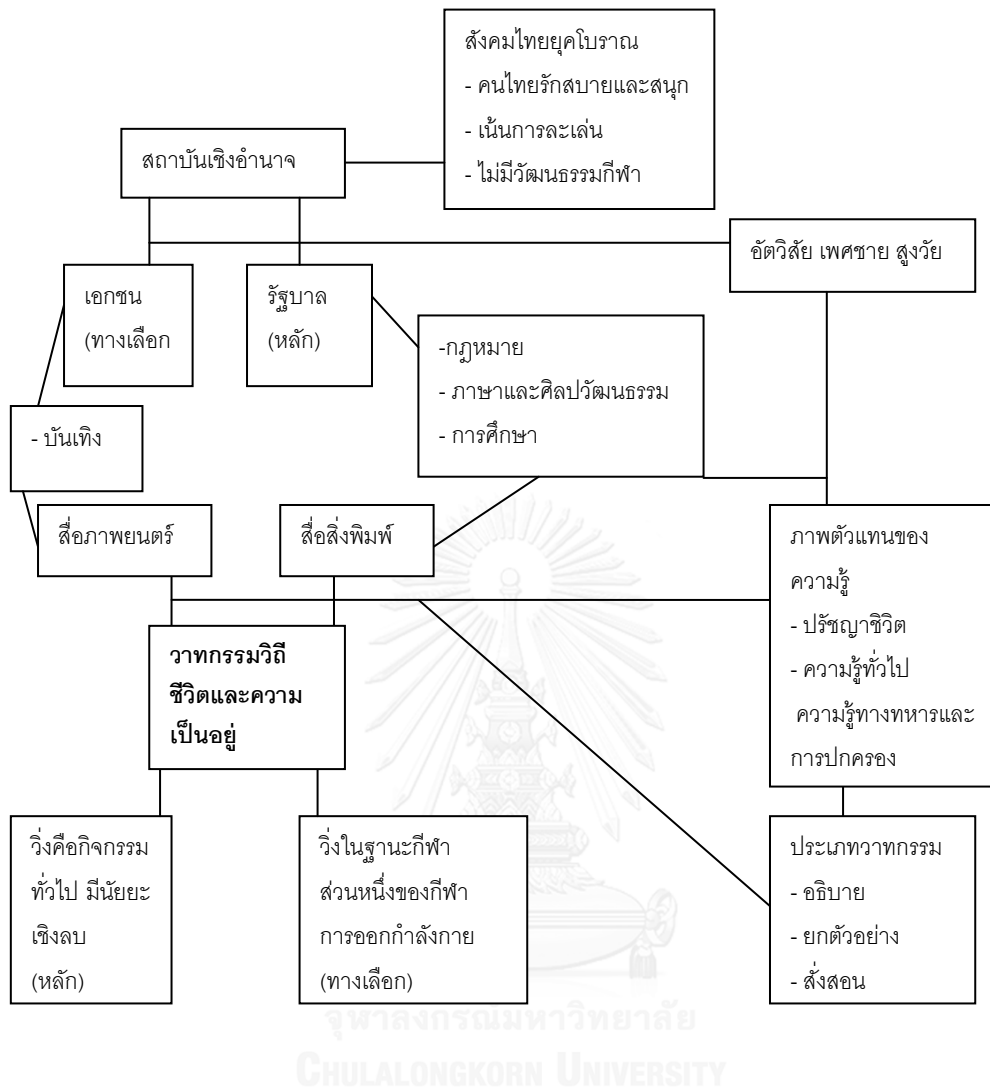 สังคมไทยยุคโบราณ
- คนไทยรักสบายและสนุก
- เน้นการละเล่น
- ไม่มีวัฒนธรรมกีฬา
สถาบันเชิงอำนาจ
อัตวิสัย เพศชาย สูงวัย
เอกชน
(ทางเลือก
รัฐบาล
(หลัก)
-กฎหมาย
- ภาษาและศิลปวัฒนธรรม
- การศึกษา
- บันเทิง
สื่อภาพยนตร์
สื่อสิ่งพิมพ์
ภาพตัวแทนของ
ความรู้
- ปรัชญาชีวิต
- ความรู้ทั่วไป
ความรู้ทางทหารและ
การปกครอง
วาทกรรมวิถี
ชีวิตและความ
เป็นอยู่
วิ่งคือกิจกรรม
ทั่วไป มีนัยยะ
เชิงลบ
(หลัก)
วิ่งในฐานะกีฬา
ส่วนหนึ่งของกีฬา
การออกกำลังกาย
(ทางเลือก)
ประเภทวาทกรรม
- อธิบาย
- ยกตัวอย่าง
- สั่งสอน
จุฬาลงกรณ์มหาวิทยาลัย
CHULALONGKORN UNIVERSITY